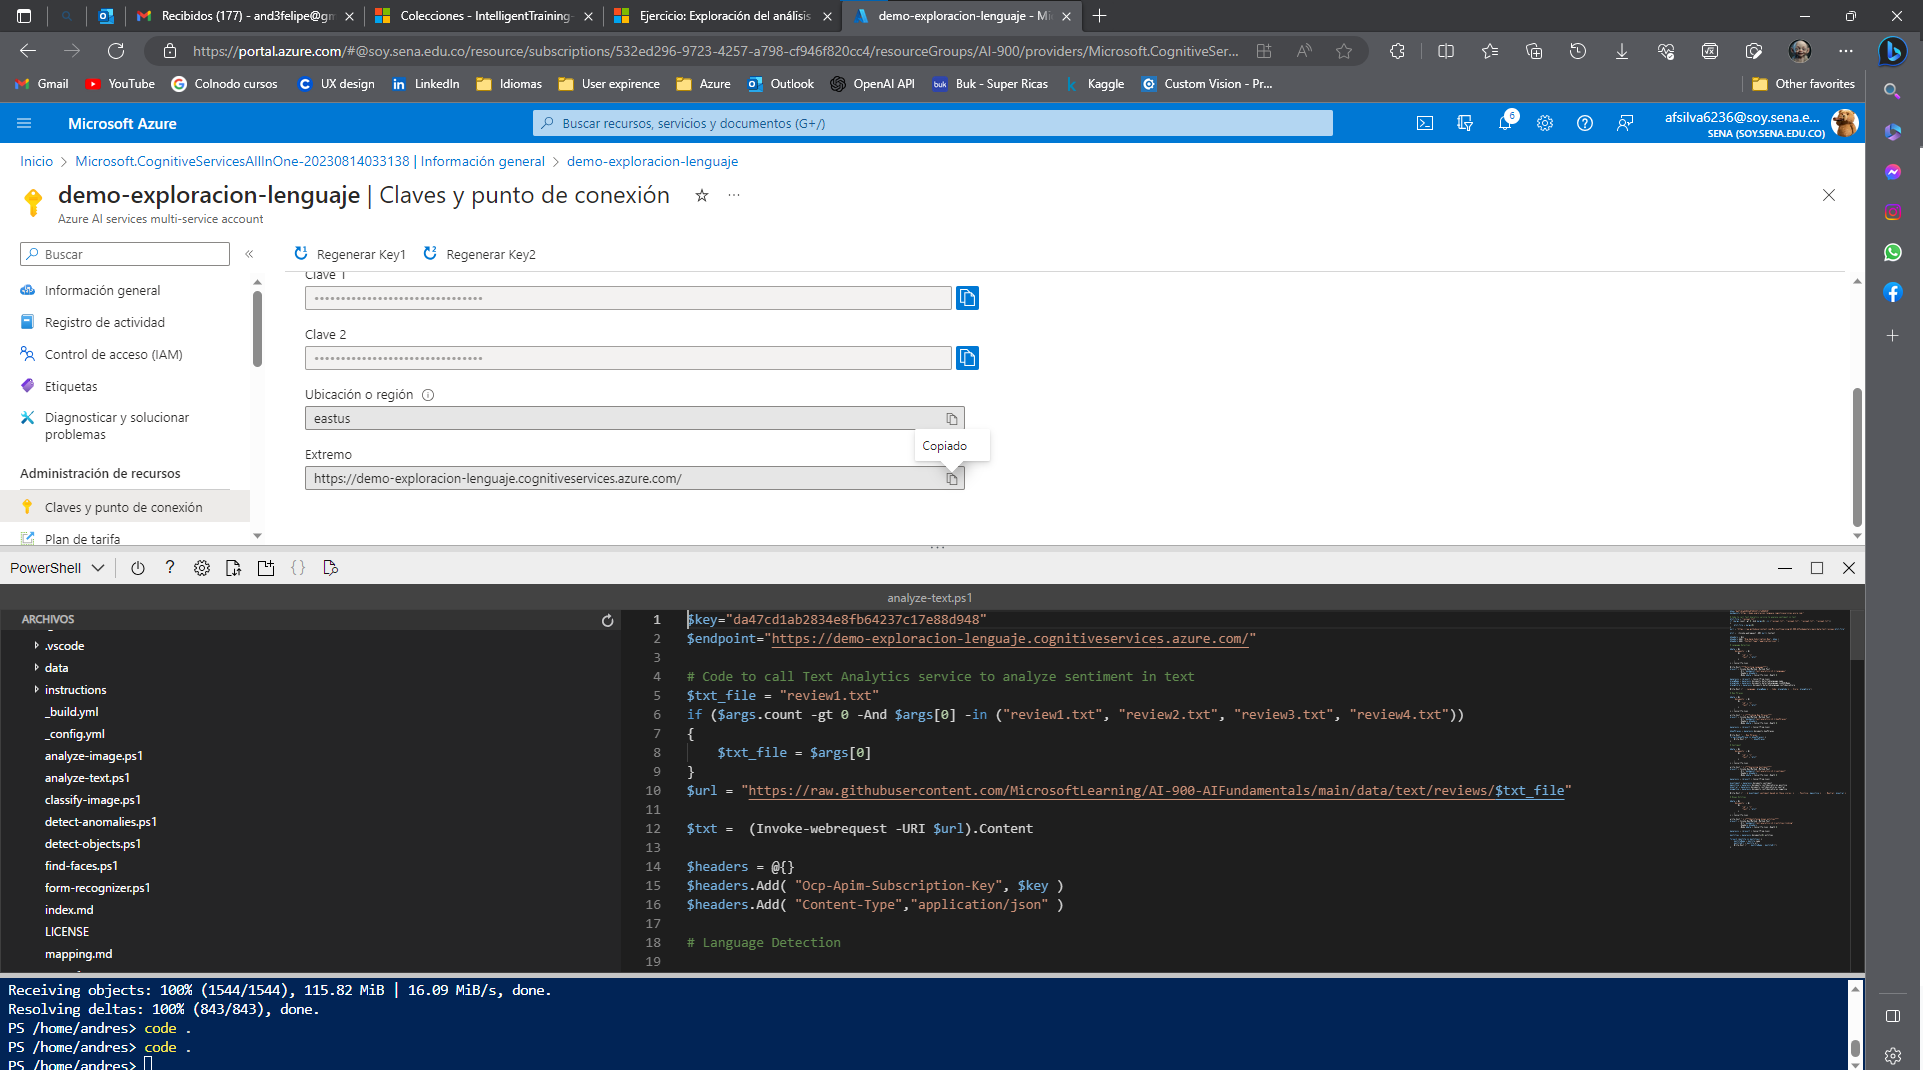 Recibidos (177) - and3felipe@gm
Colecciones - IntelligentTraining-
Ejercicio: Exploración del análisis
demo-exploracion-lenguaje - Mi
https://portal.azure.com/#@soy.sena.edu.co/resource/subscriptions/532ed296-9723-4257-a798-cf946f820cc4/resourceGroups/AI-900/providers/Microsoft.CognitiveSer...
Gmail
YouTube
Colnodo cursos
UX design
LinkedIn
Idiomas
User expirence
Azure
Outlook
OpenAI API
Buk - Super Ricas
Kaggle
Custom Vision - Pr...
Other favorites
Microsoft Azure
Buscar recursos, servicios y documentos (G+/)
6
afsilva6236@soy.sena.e...
SENA (SOY.SENA.EDU.CO)
Inicio > Microsoft.CognitiveServicesAllInOne-20230814033138 | Información general > demo-exploracion-lenguaje
demo-exploracion-lenguaje | Claves y punto de conexión
Azure AI services multi-service account
Buscar
Regenerar Key1
Regenerar Key2
Información general
Registro de actividad
Control de acceso (IAM)
Etiquetas
Diagnosticar y solucionar
problemas
Administración de recursos
Claves y punto de conexión
Plan de tarifa
Clave 1
Clave 2
Ubicación o región
eastus
Copiado
Extremo
https://demo-exploracion-lenguaje.cognitiveservices.azure.com/
PowerShell
analyze-text.ps1
ARCHIVOS
.vscode
data
instructions
_build.yml
_config.yml
analyze-image.ps1
analyze-text.ps1
classify-image.ps1
detect-anomalies.ps1
detect-objects.ps1
find-faces.ps1
form-recognizer.ps1
index.md
LICENSE
mapping.md
1 $key="da47cd1ab2834e8fb64237c17e88d948"
2 $endpoint="https://demo-exploracion-lenguaje.cognitiveservices.azure.com/"
3
4 # Code to call Text Analytics service to analyze sentiment in text
5 $txt_file = "review1.txt"
6 if ($args.count -gt 0 -And $args[0] -in ("review1.txt", "review2.txt", "review3.txt", "review4.txt"))
7 {
8 $txt_file = $args[0]
9 }
10 $url = "https://raw.githubusercontent.com/MicrosoftLearning/AI-900-AIFundamentals/main/data/text/reviews/$txt_file"
11
12 $txt = (Invoke-webrequest -URI $url).Content
13
14 $headers = @{}
15 $headers.Add( "Ocp-Apim-Subscription-Key", $key )
16 $headers.Add( "Content-Type","application/json" )
17
18 # Language Detection
19
Receiving objects: 100% (1544/1544), 115.82 MiB | 16.09 MiB/s, done.
Resolving deltas: 100% (843/843), done.
PS /home/andres> code .
PS /home/andres> code .
PS /home/andres>